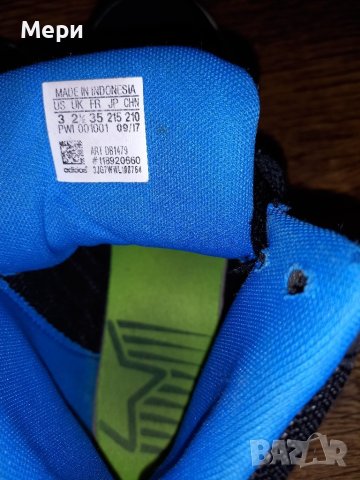 Мери
MADE IN INDONESIA
US UK FR JP CHN
3 2½ 35 215 210
PWI 001001 09/17
ART DB1479
#118920660
adidas
BAZAR.bg